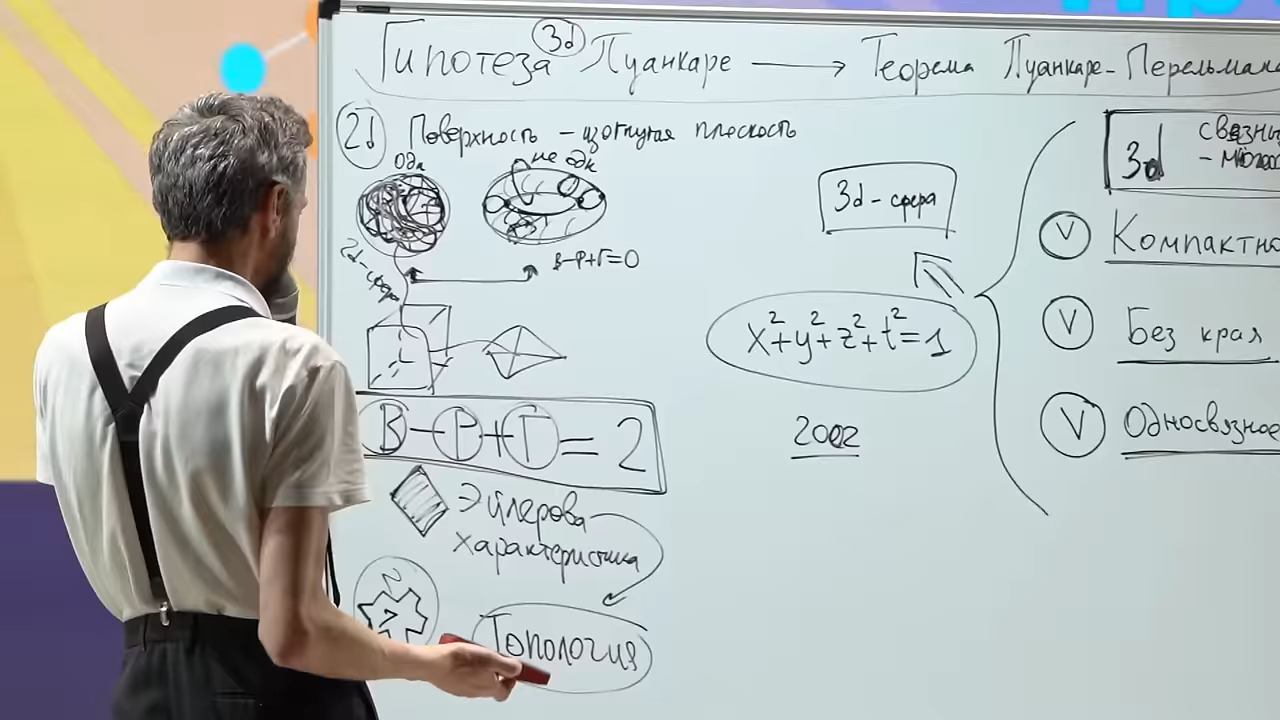 Гипотеза 3d Пуанкаре → Теорема Пуанкаре-Перельмана
2d Поверхность – изогнутая плоскость
одн
не одн
2d-сфера
В-Р+Г=0
В-Р+Г=2
Эйлерова
характеристика
Топология
3d-сфера
x²+y²+z²+t²=1
2002
3d
V Компактно
V Без края
V Односвязное